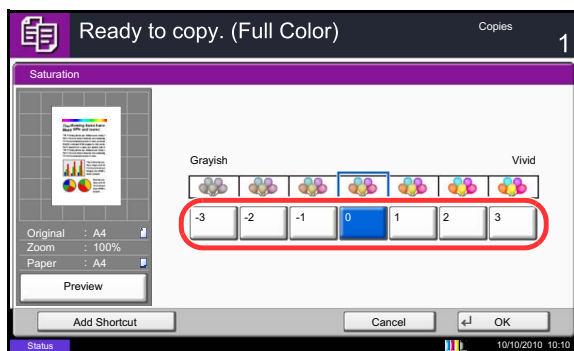 Ready to copy. (Full Color)
Copies
1
Saturation
Grayish
Vivid
-3 -2 -1 0 1 2 3
Original : A4
Zoom : 100%
Paper : A4
Preview
Add Shortcut
Cancel
OK
Status
10/10/2010 10:10